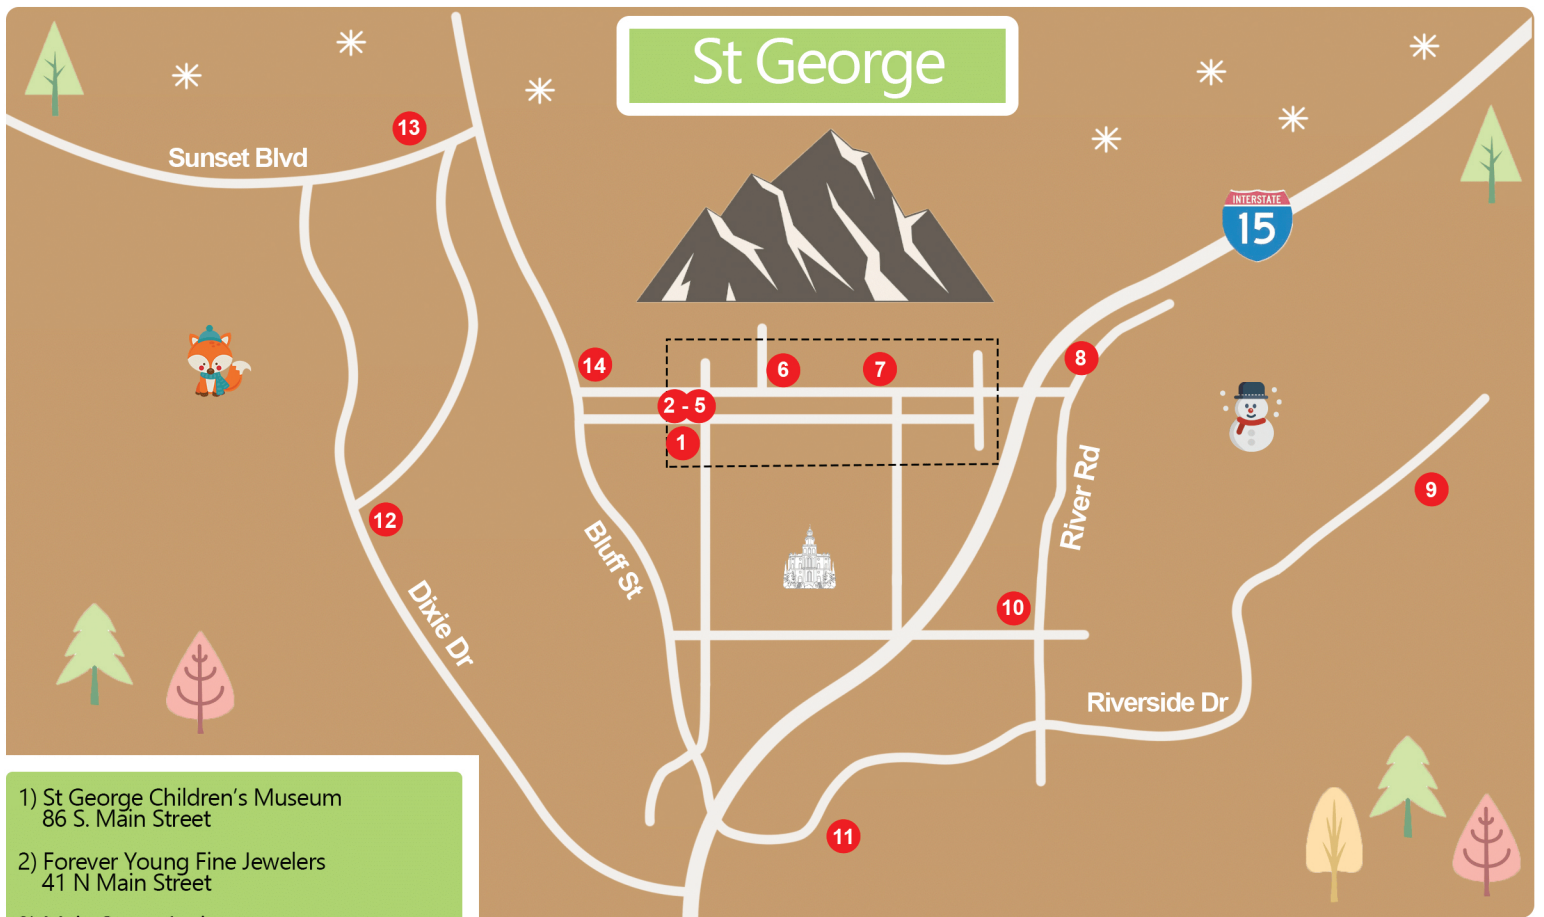 St George
13
Sunset Blvd
INTERSTATE
15
14
6
7
8
2 - 5
1
River Rd
9
12
Bluff St
Dixie Dr
10
Riverside Dr
11
1) St George Children's Museum
86 S. Main Street
2) Forever Young Fine Jewelers
41 N Main Street